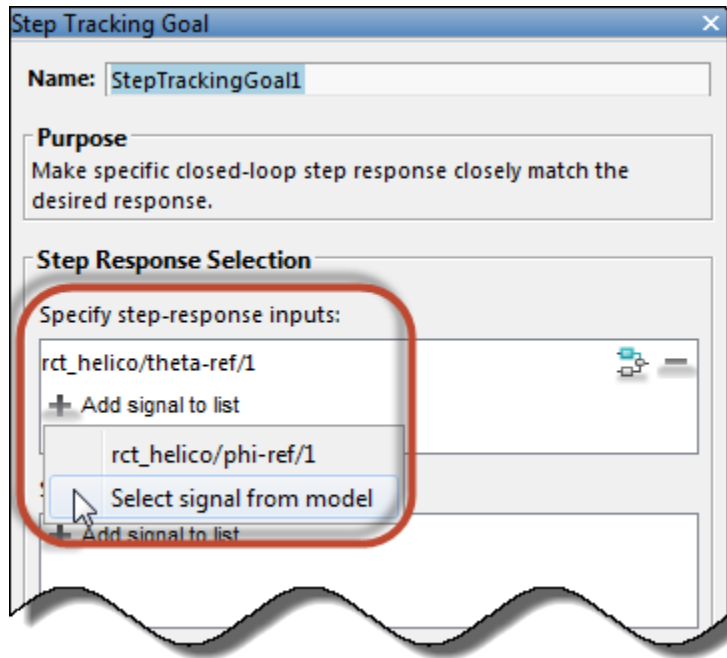 Step Tracking Goal
Name: StepTrackingGoal1
Purpose
Make specific closed-loop step response closely match the
desired response.
Step Response Selection
Specify step-response inputs:
rct_helico/theta-ref/1
Add signal to list
rct_helico/phi-ref/1
Select signal from model
Add signal to list